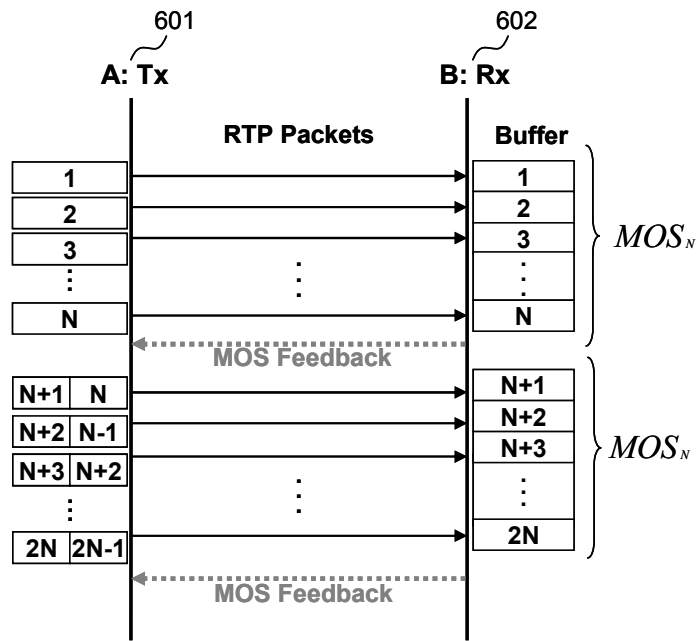 601
602
A: Tx
B: Rx
RTP Packets
Buffer
1
1
2
2
3
3
MOS_N
N
N
MOS Feedback
N+1 N
N+1
N+2 N-1
N+2
N+3 N+2
N+3
MOS_N
2N 2N-1
2N
MOS Feedback